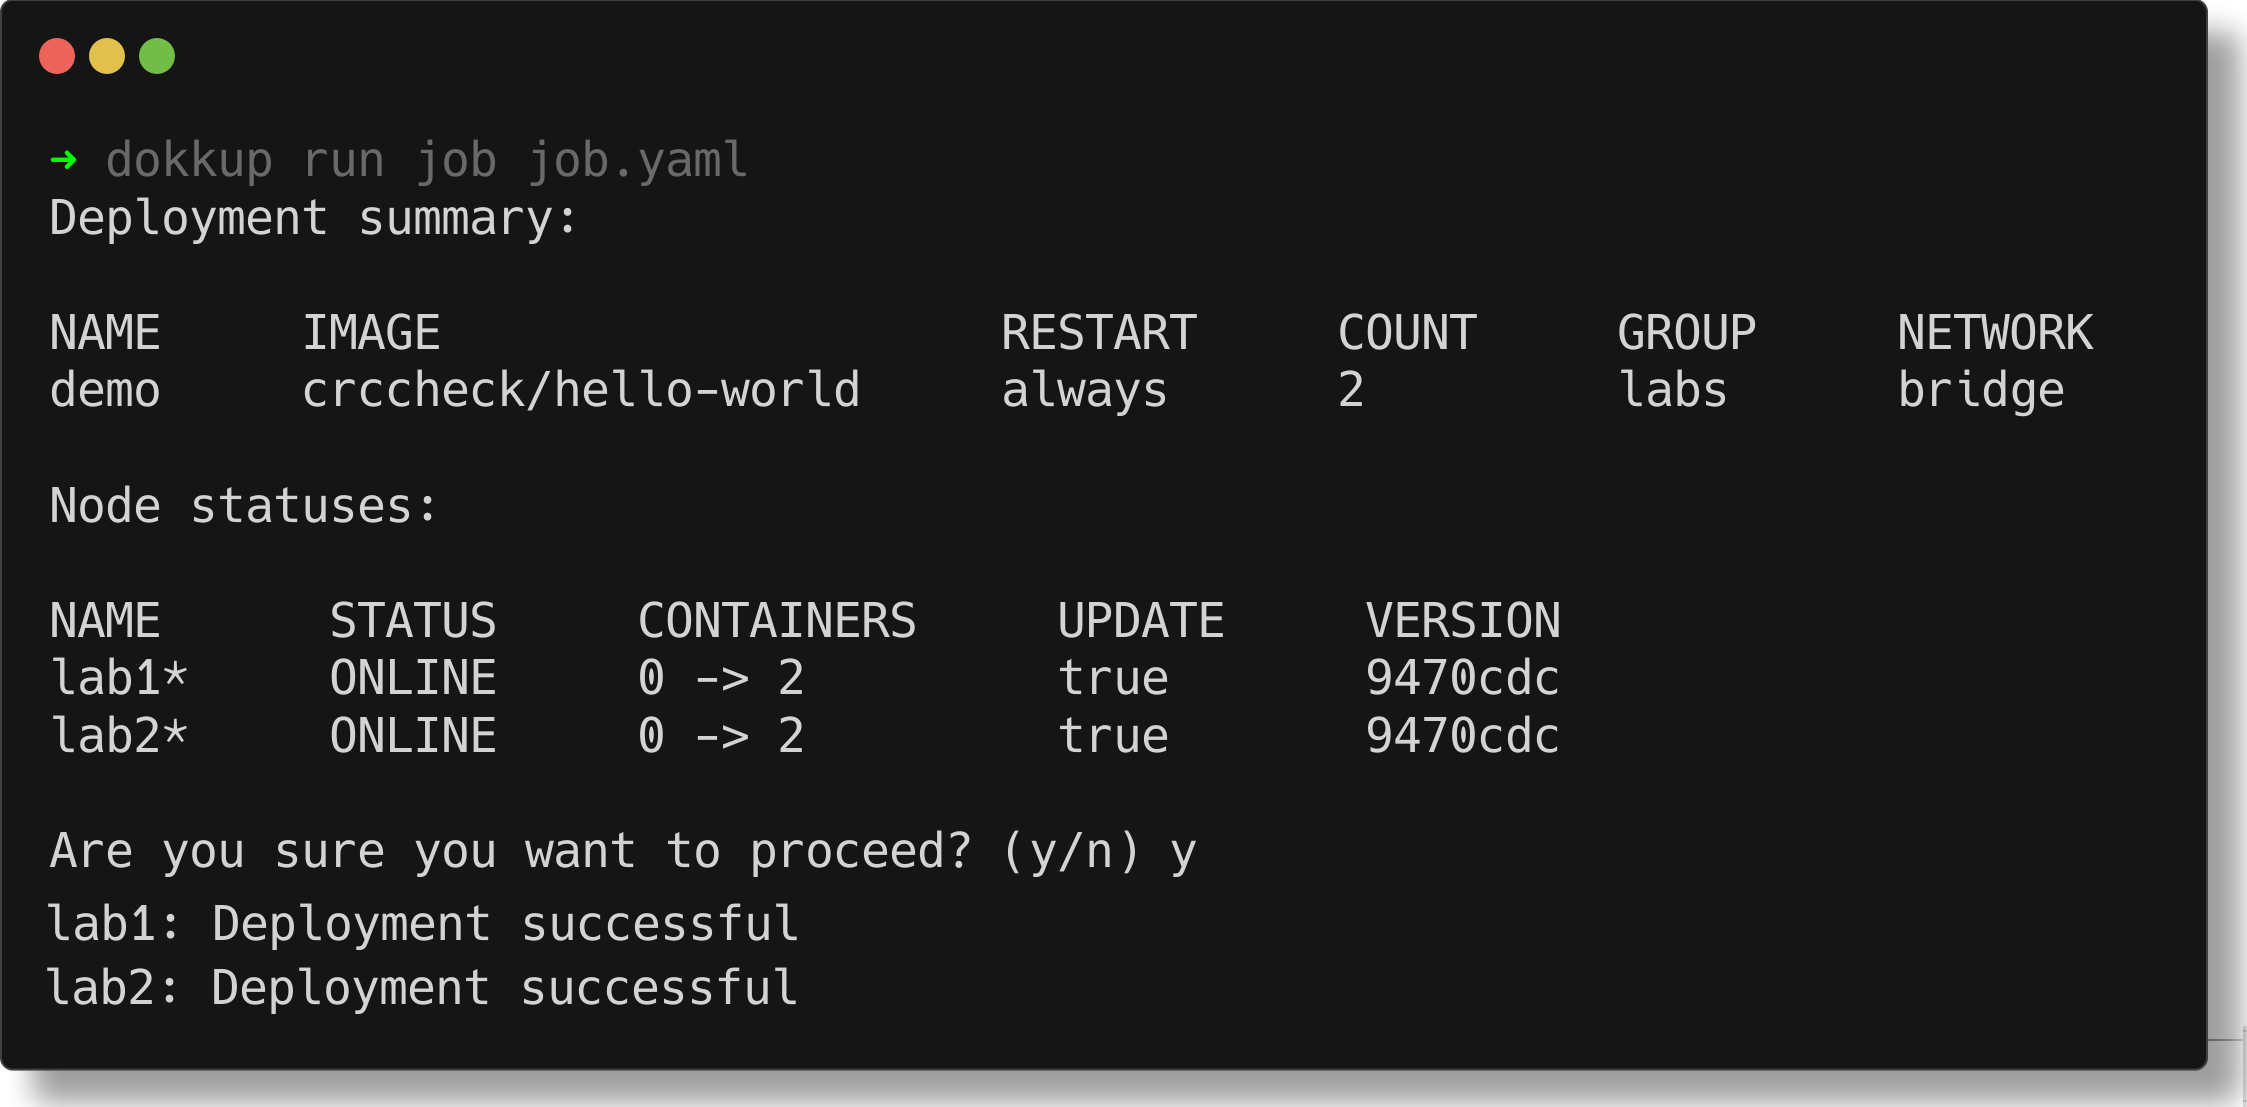 ➜ dokkup run job job.yaml
Deployment summary:
NAME     IMAGE                    RESTART     COUNT     GROUP     NETWORK
demo     crccheck/hello-world     always      2         labs      bridge
Node statuses:
NAME      STATUS     CONTAINERS     UPDATE     VERSION
lab1*     ONLINE     0 -> 2         true       9470cdc
lab2*     ONLINE     0 -> 2         true       9470cdc
Are you sure you want to proceed? (y/n) y
lab1: Deployment successful
lab2: Deployment successful